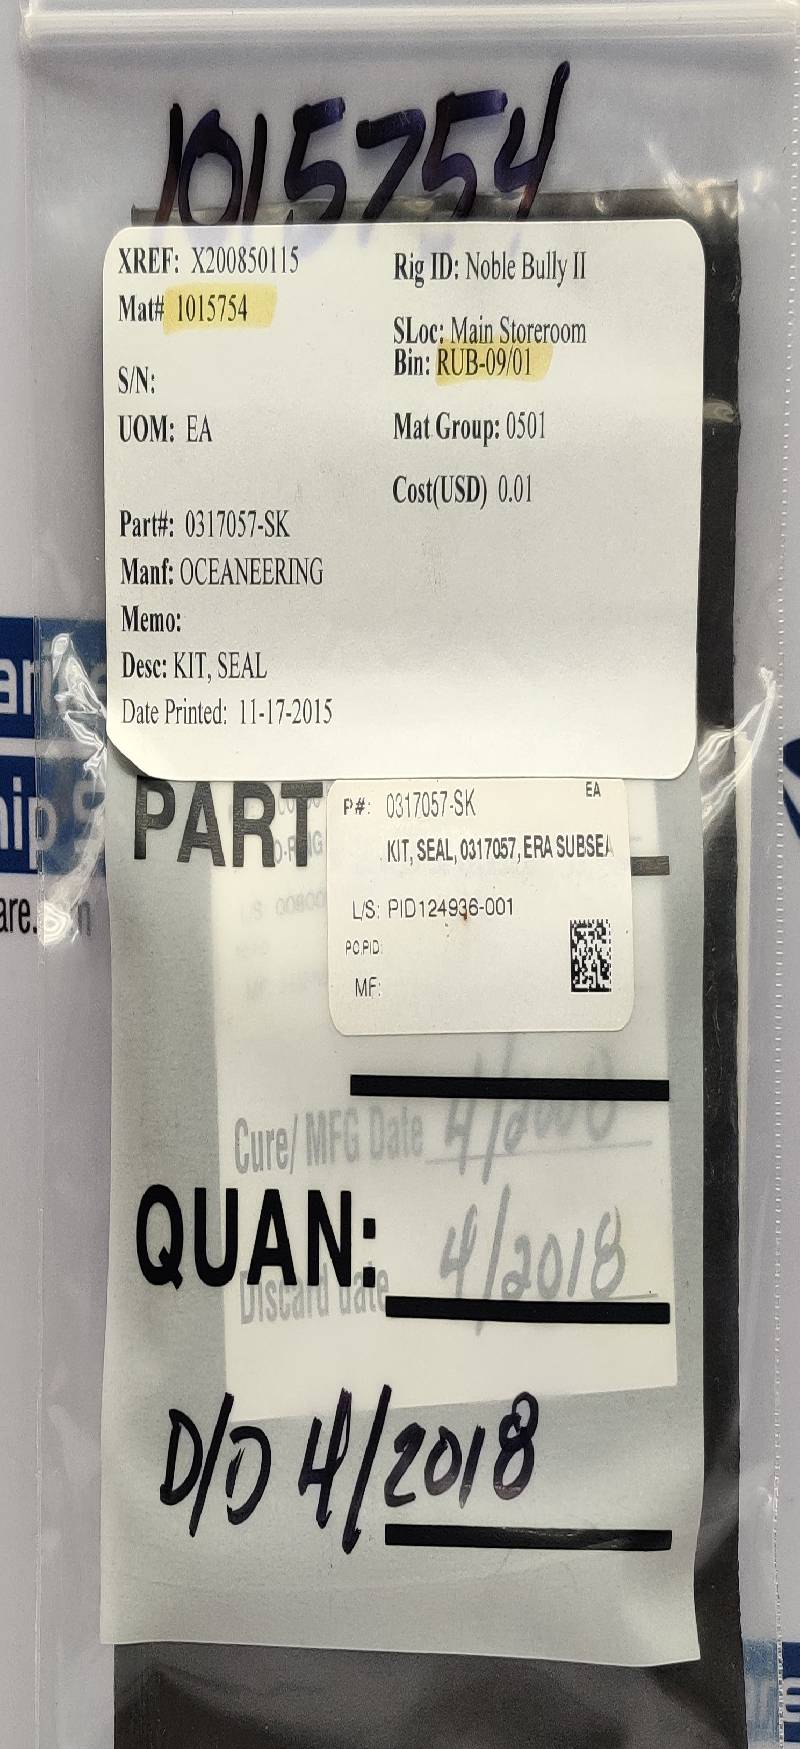 1015754
XREF: X200850115
Mat# 1015754
S/N:
UOM: EA
Part#: 0317057-SK
Manf: OCEANEERING
Memo:
Desc: KIT, SEAL
Date Printed: 11-17-2015
Rig ID: Noble Bully II
SLoc: Main Storeroom
Bin: RUB-09/01
Mat Group: 0501
Cost(USD) 0.01
PART
P#: 0317057-SK EA
KIT, SEAL, 0317057, ERA SUBSEA
L/S: PID124936-001
PO.PID:
MF:
Cure/ MFG Date 4/2008
QUAN:
Discard date 4/2018
D/D 4/2018